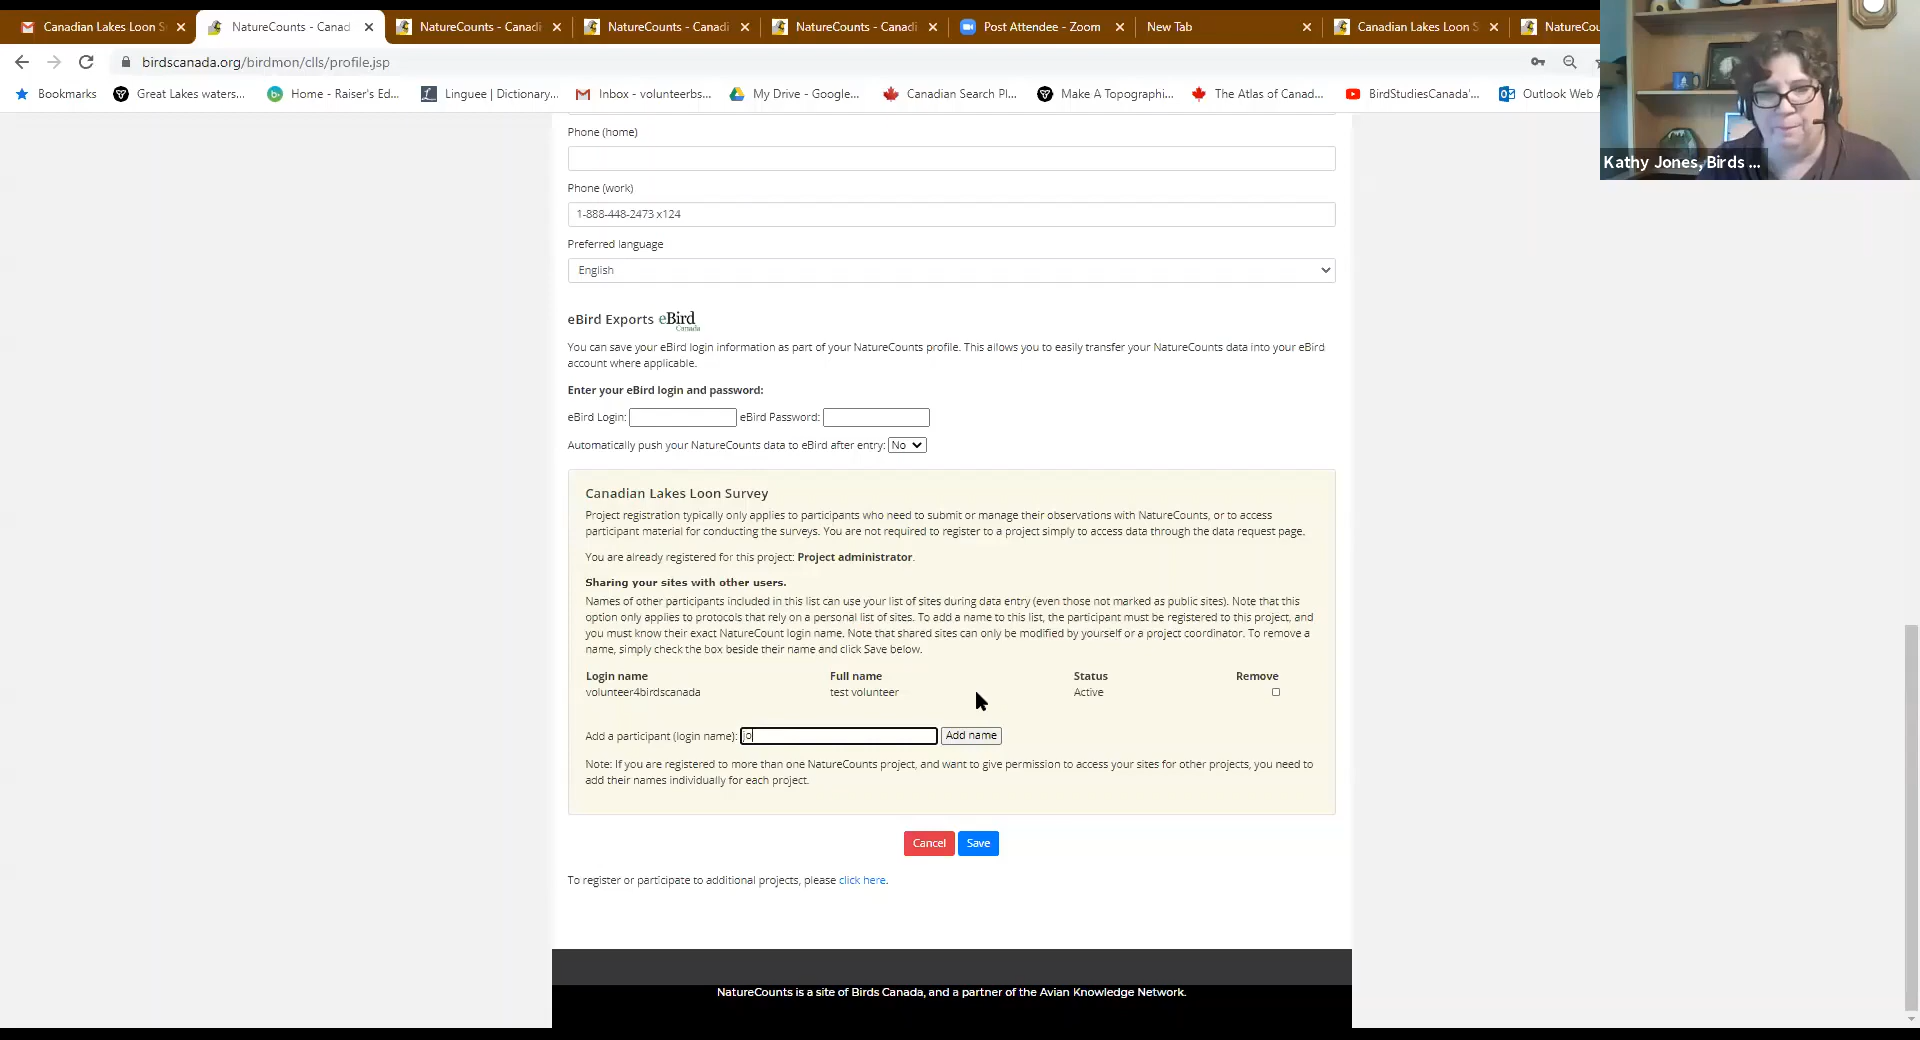 Canadian Lakes Loon S
NatureCounts - Canad
NatureCounts - Canadi
NatureCounts - Canadi
NatureCounts - Canadi
Post Attendee - Zoom
New Tab
Canadian Lakes Loon S
NatureCou
birdscanada.org/birdmon/clls/profile.jsp
Bookmarks
Great Lakes waters...
Home - Raiser's Ed...
Linguee | Dictionary...
Inbox - volunteerbs...
My Drive - Google...
Canadian Search Pl...
Make A Topographi...
The Atlas of Canad...
BirdStudiesCanada'...
Outlook Web A
Kathy Jones, Birds ...
Phone (home)
Phone (work)
1-888-448-2473 x124
Preferred language
English
eBird Exports eBird Canada
You can save your eBird login information as part of your NatureCounts profile. This allows you to easily transfer your NatureCounts data into your eBird
account where applicable.
Enter your eBird login and password:
eBird Login: eBird Password:
Automatically push your NatureCounts data to eBird after entry: No
Canadian Lakes Loon Survey
Project registration typically only applies to participants who need to submit or manage their observations with NatureCounts, or to access
participant material for conducting the surveys. You are not required to register to a project simply to access data through the data request page.
You are already registered for this project: Project administrator.
Sharing your sites with other users.
Names of other participants included in this list can use your list of sites during data entry (even those not marked as public sites). Note that this
option only applies to protocols that rely on a personal list of sites. To add a name to this list, the participant must be registered to this project, and
you must know their exact NatureCount login name. Note that shared sites can only be modified by yourself or a project coordinator. To remove a
name, simply check the box beside their name and click Save below.
Login name Full name Status Remove
volunteer4birdscanada test volunteer Active
Add a participant (login name): jo Add name
Note: If you are registered to more than one NatureCounts project, and want to give permission to access your sites for other projects, you need to
add their names individually for each project.
Cancel Save
To register or participate to additional projects, please click here.
NatureCounts is a site of Birds Canada, and a partner of the Avian Knowledge Network.